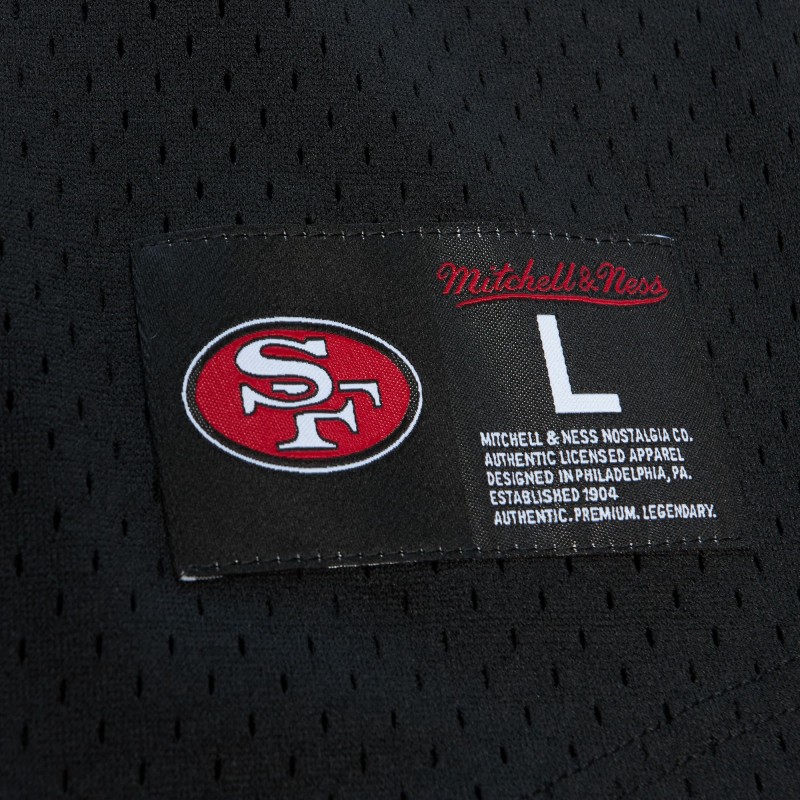 SF
Mitchell & Ness
L
MITCHELL & NESS NOSTALGIA CO.
AUTHENTIC LICENSED APPAREL
DESIGNED IN PHILADELPHIA, PA.
ESTABLISHED 1904
AUTHENTIC. PREMIUM. LEGENDARY.